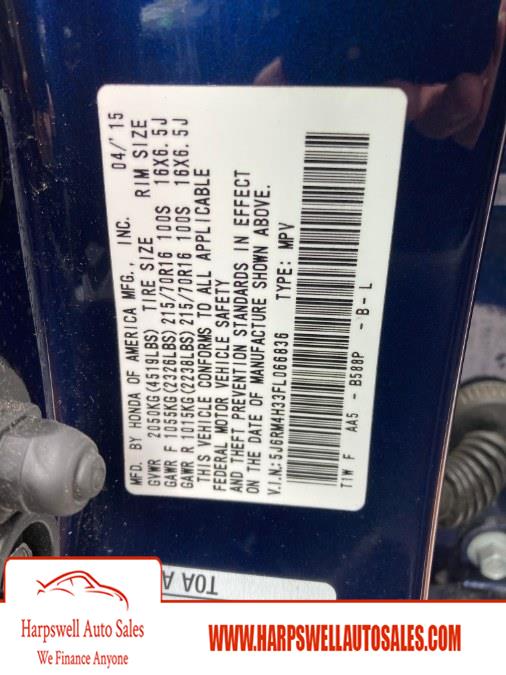 MFD. BY HONDA OF AMERICA MFG., INC. 04/'15
GVWR 2050KG(4519LBS) TIRE SIZE RIM SIZE
GAWR F 1055KG(2326LBS) 215/70R16 100S 16X6.5J
GAWR R 1015KG(2238LBS) 215/70R16 100S 16X6.5J
THIS VEHICLE CONFORMS TO ALL APPLICABLE
FEDERAL MOTOR VEHICLE SAFETY
AND THEFT PREVENTION STANDARDS IN EFFECT
ON THE DATE OF MANUFACTURE SHOWN ABOVE.
V.I.N.:5J6RM4H33FL066836 TYPE: MPV
T1W F AA5 - B588P - B-L
TOA A
Harpswell Auto Sales
We Finance Anyone
WWW.HARPSWELLAUTOSALES.COM